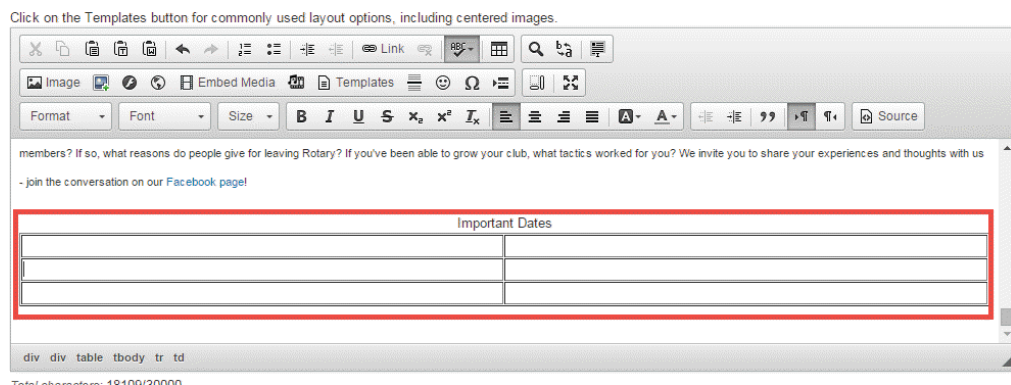 Click on the Templates button for commonly used layout options, including centered images.
Link ABC
Image Embed Media Templates Ω
Format Font Size B I U S x₂ x² Iₓ A A Source
members? If so, what reasons do people give for leaving Rotary? If you've been able to grow your club, what tactics worked for you? We invite you to share your experiences and thoughts with us
- join the conversation on our Facebook page!
Important Dates
div div table tbody tr td
Total characters: 18109/30000